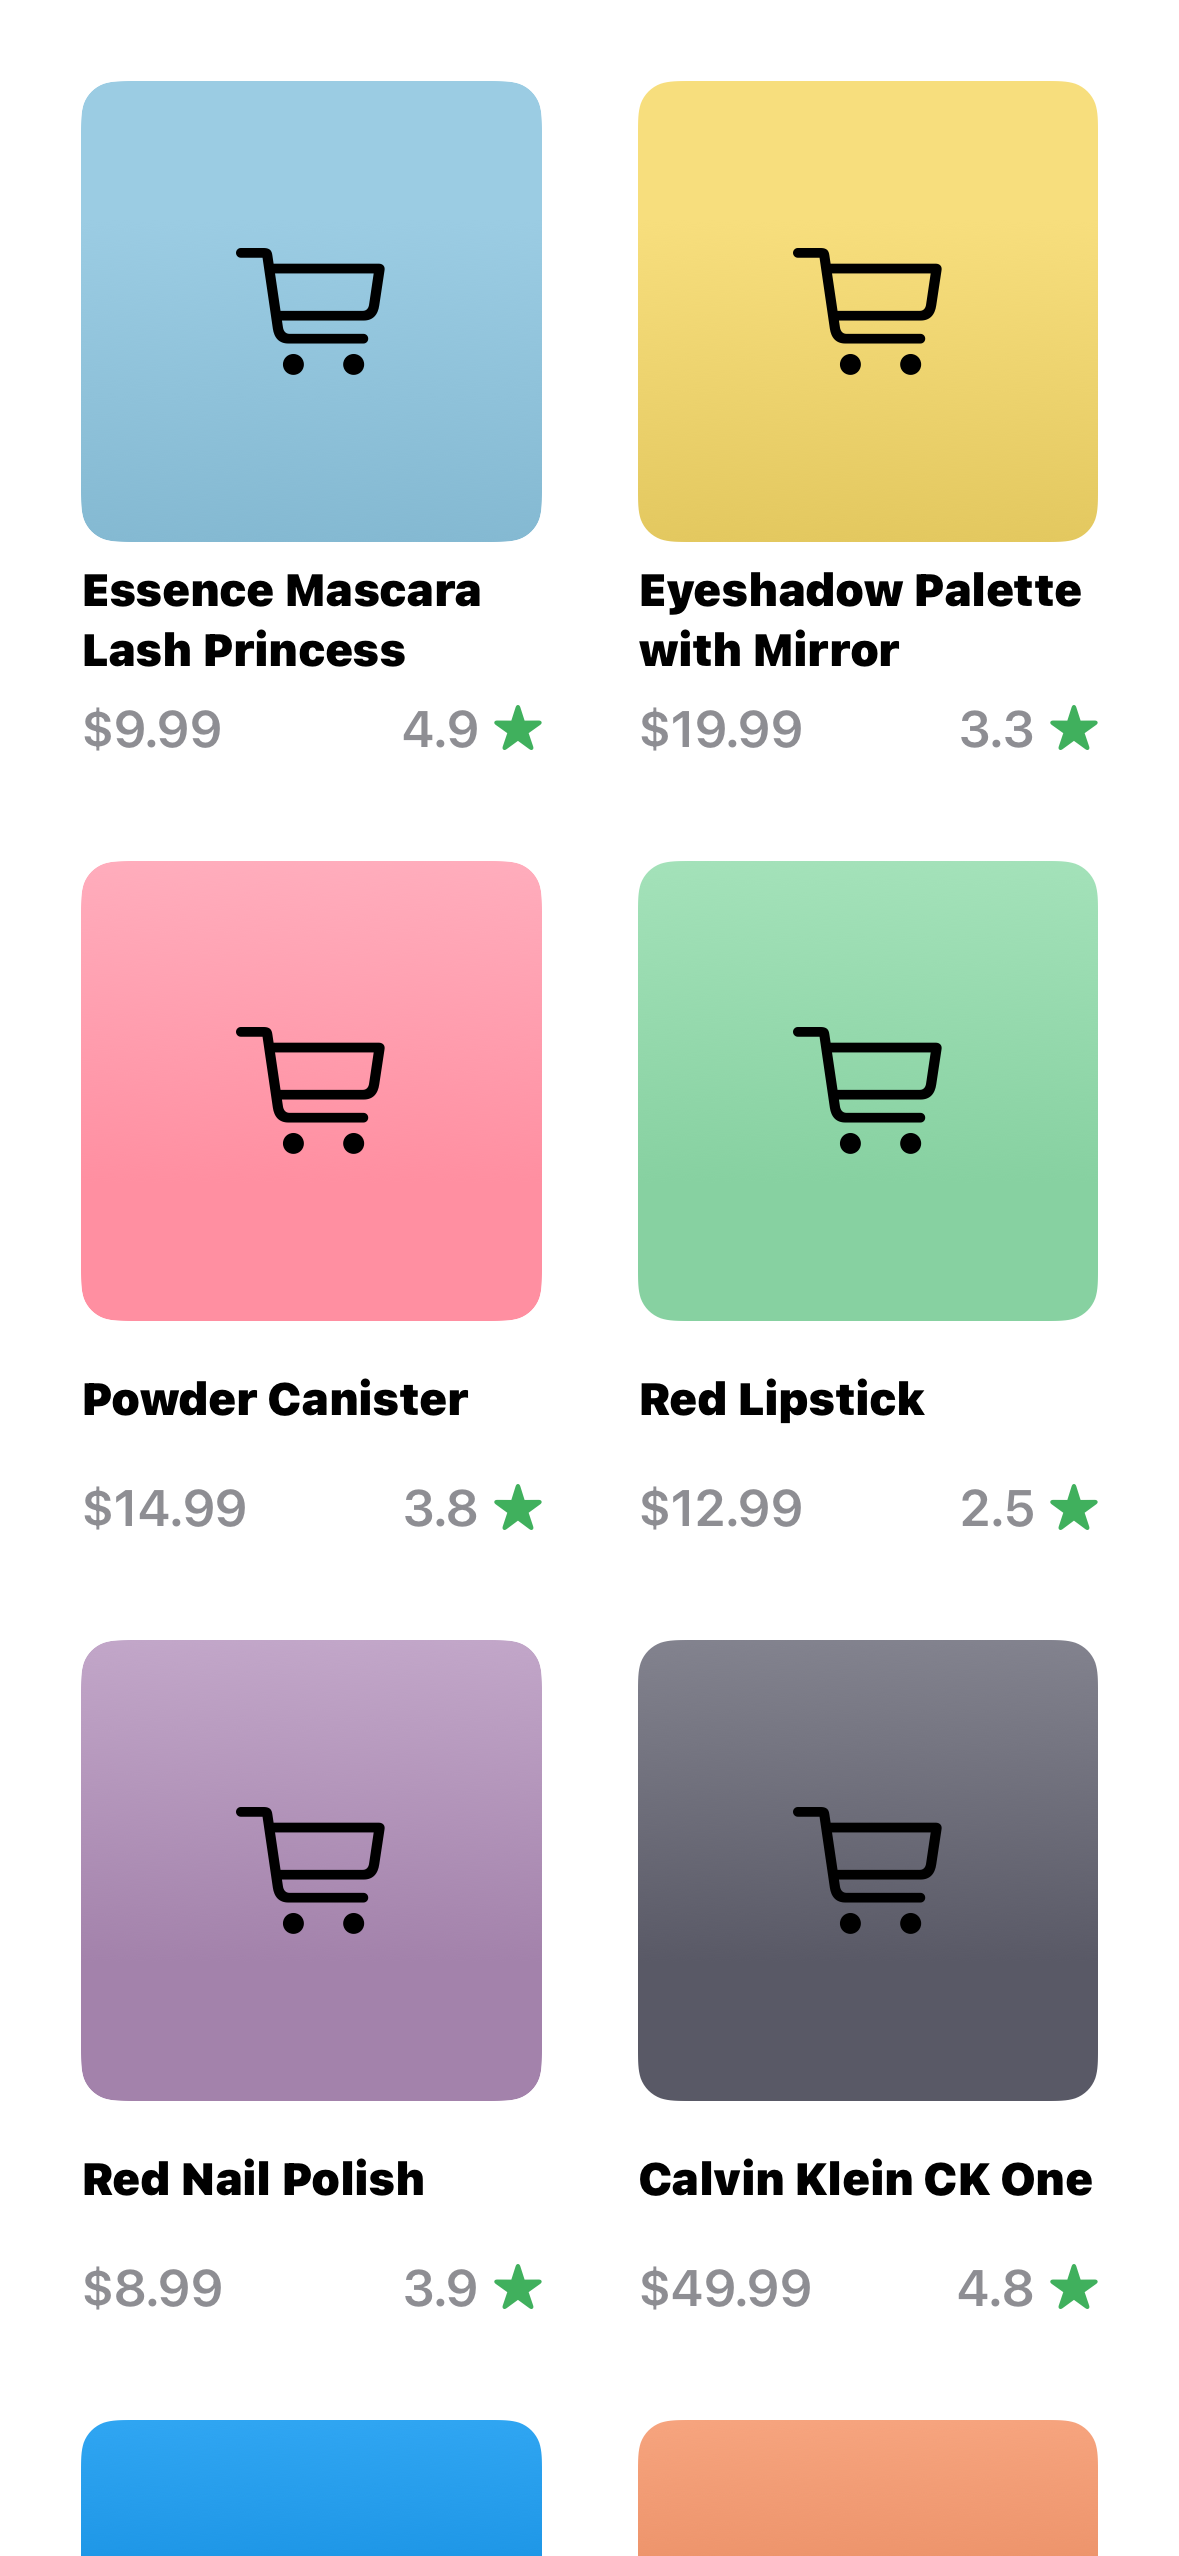 Essence Mascara
Lash Princess
$9.99 4.9
Eyeshadow Palette
with Mirror
$19.99 3.3
Powder Canister
$14.99 3.8
Red Lipstick
$12.99 2.5
Red Nail Polish
$8.99 3.9
Calvin Klein CK One
$49.99 4.8